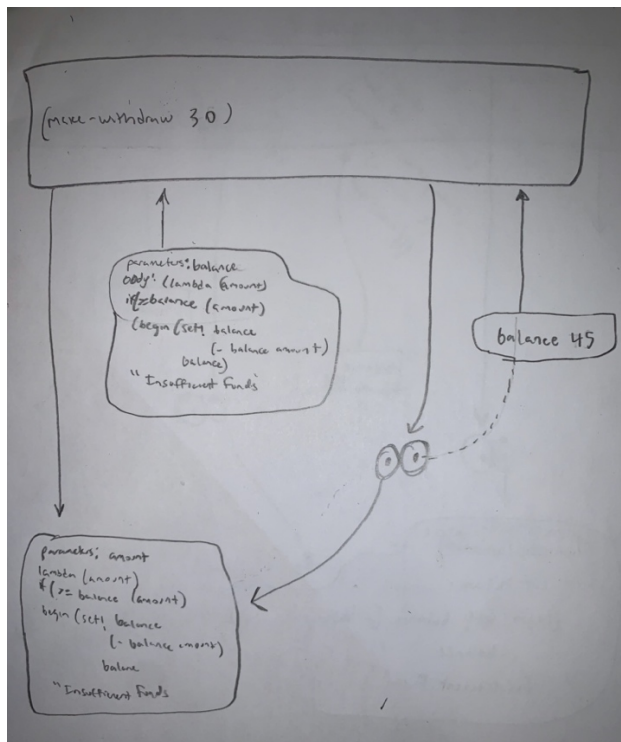 (make-withdraw 30)
parameters: balance
body: (lambda (amount)
if(>= balance (amount)
(begin (set! balance
(- balance amount)
balance)
"Insufficient Funds
balance 45
parameters: amount
lambda (amount)
if (>= balance (amount)
begin (set! balance
(- balance amount)
balane
"Insufficient Funds